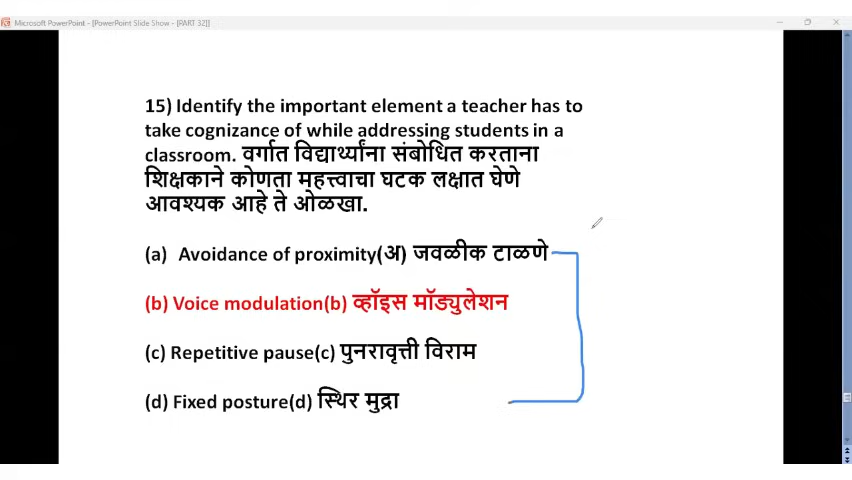 Microsoft PowerPoint - [PowerPoint Slide Show - [PART 32]]
15) Identify the important element a teacher has to
take cognizance of while addressing students in a
classroom. वर्गात विद्यार्थ्यांना संबोधित करताना
शिक्षकाने कोणता महत्त्वाचा घटक लक्षात घेणे
आवश्यक आहे ते ओळखा.
(a) Avoidance of proximity(अ) जवळीक टाळणे
(b) Voice modulation(b) व्हॉइस मॉड्युलेशन
(c) Repetitive pause(c) पुनरावृत्ती विराम
(d) Fixed posture(d) स्थिर मुद्रा